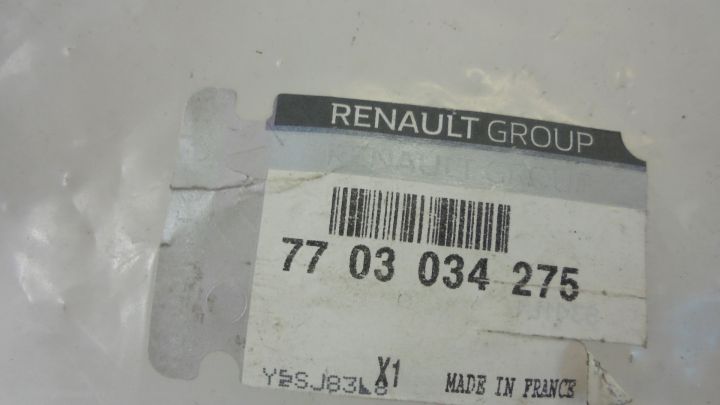 RENAULT GROUP
77 03 034 275
X1
MADE IN FRANCE